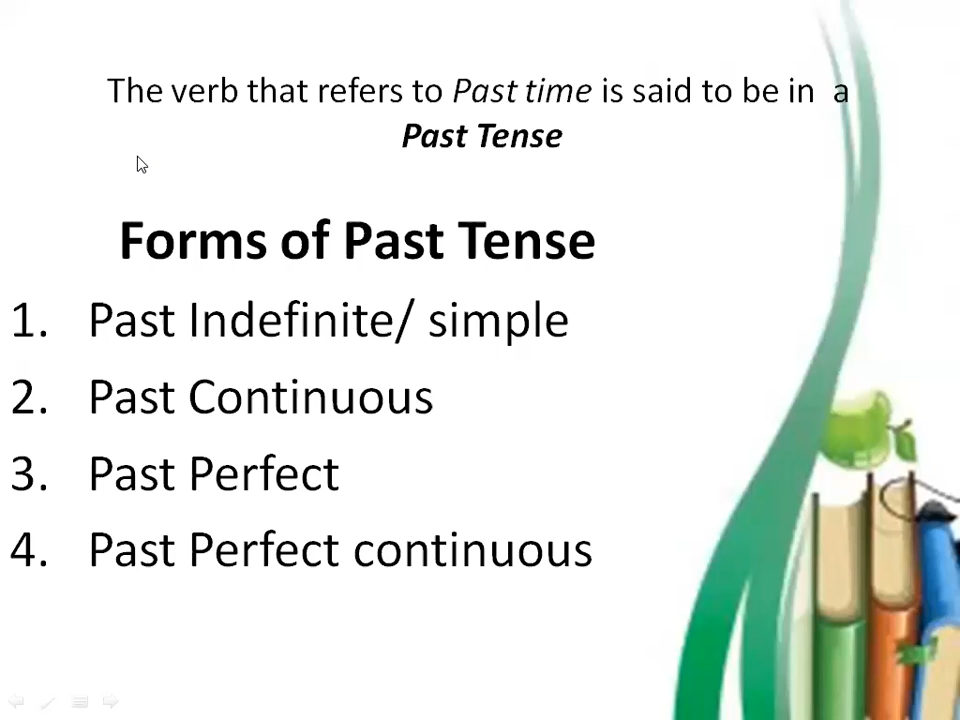 The verb that refers to Past time is said to be in a
Past Tense
Forms of Past Tense
1. Past Indefinite/ simple
2. Past Continuous
3. Past Perfect
4. Past Perfect continuous